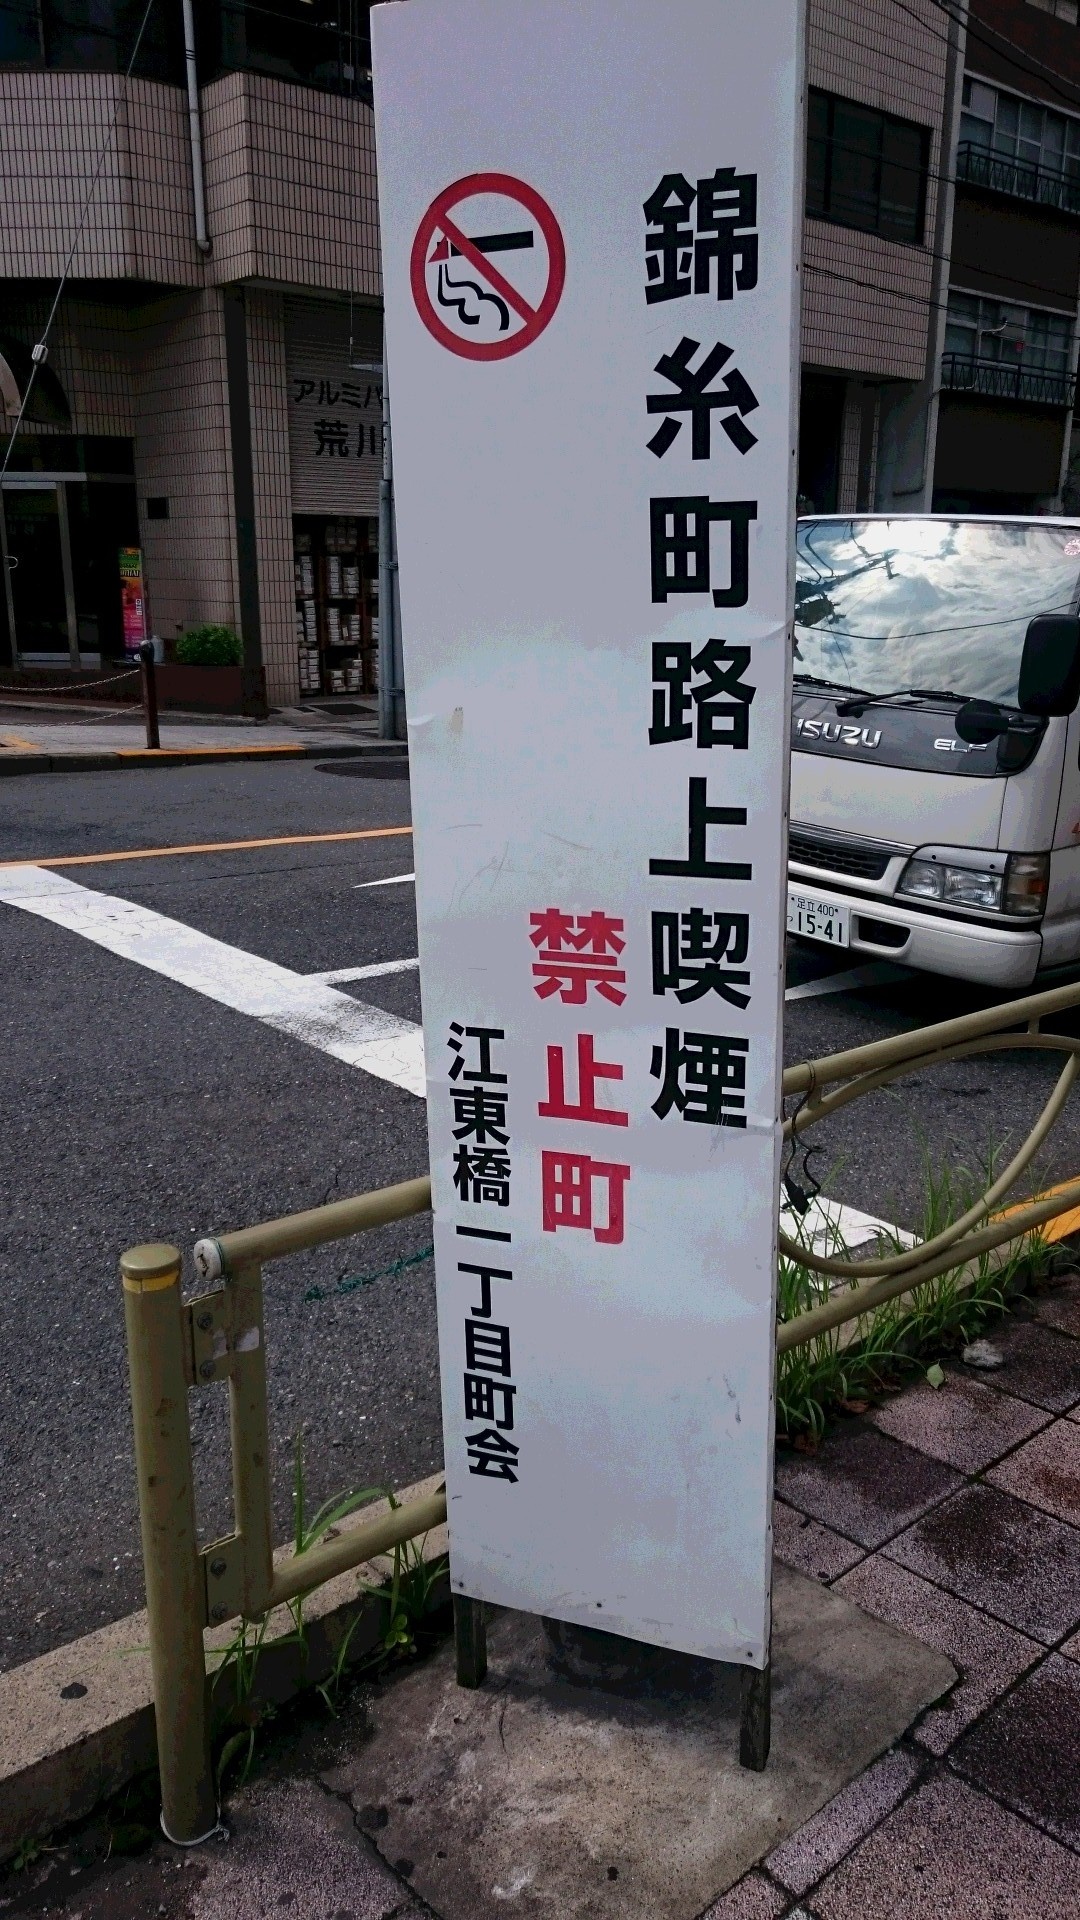 錦糸町路上喫煙
禁止町
江東橋一丁目町会
アルミ
荒川
ISUZU
ELF
足立400
15-41